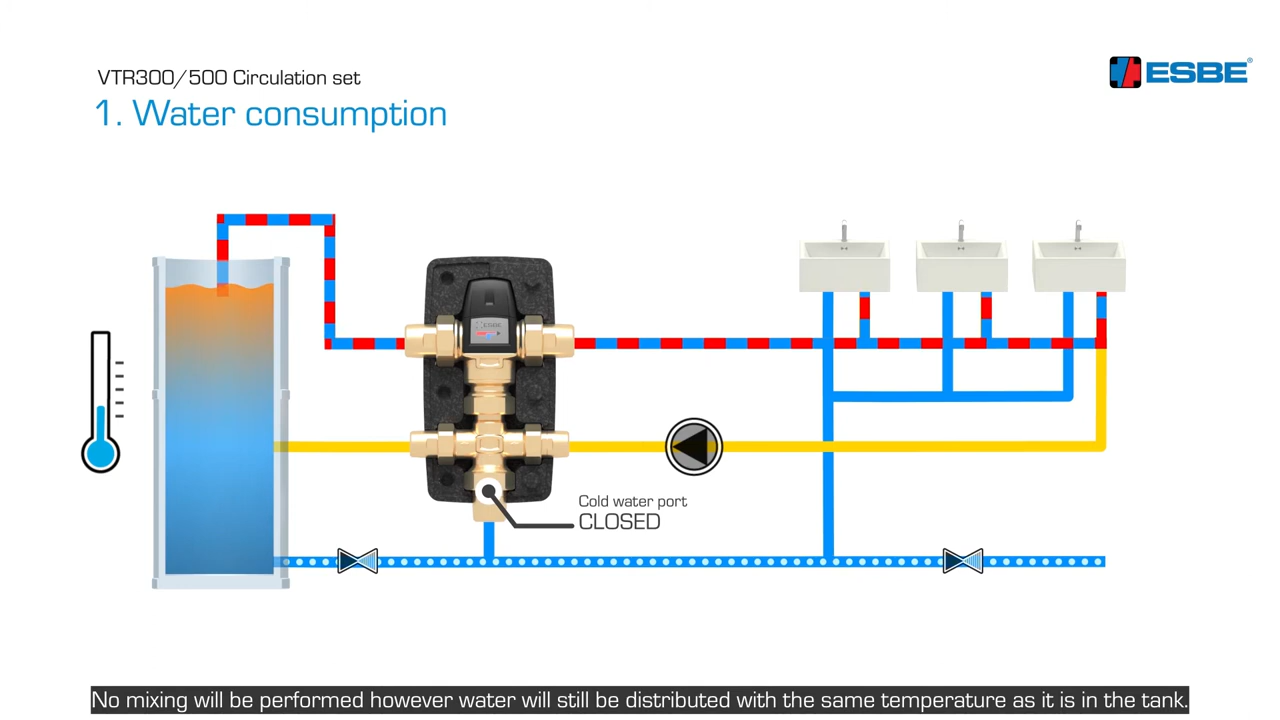 VTR300/500 Circulation set
1. Water consumption
ESBE®
ESBE
Cold water port
CLOSED
No mixing will be performed however water will still be distributed with the same temperature as it is in the tank.